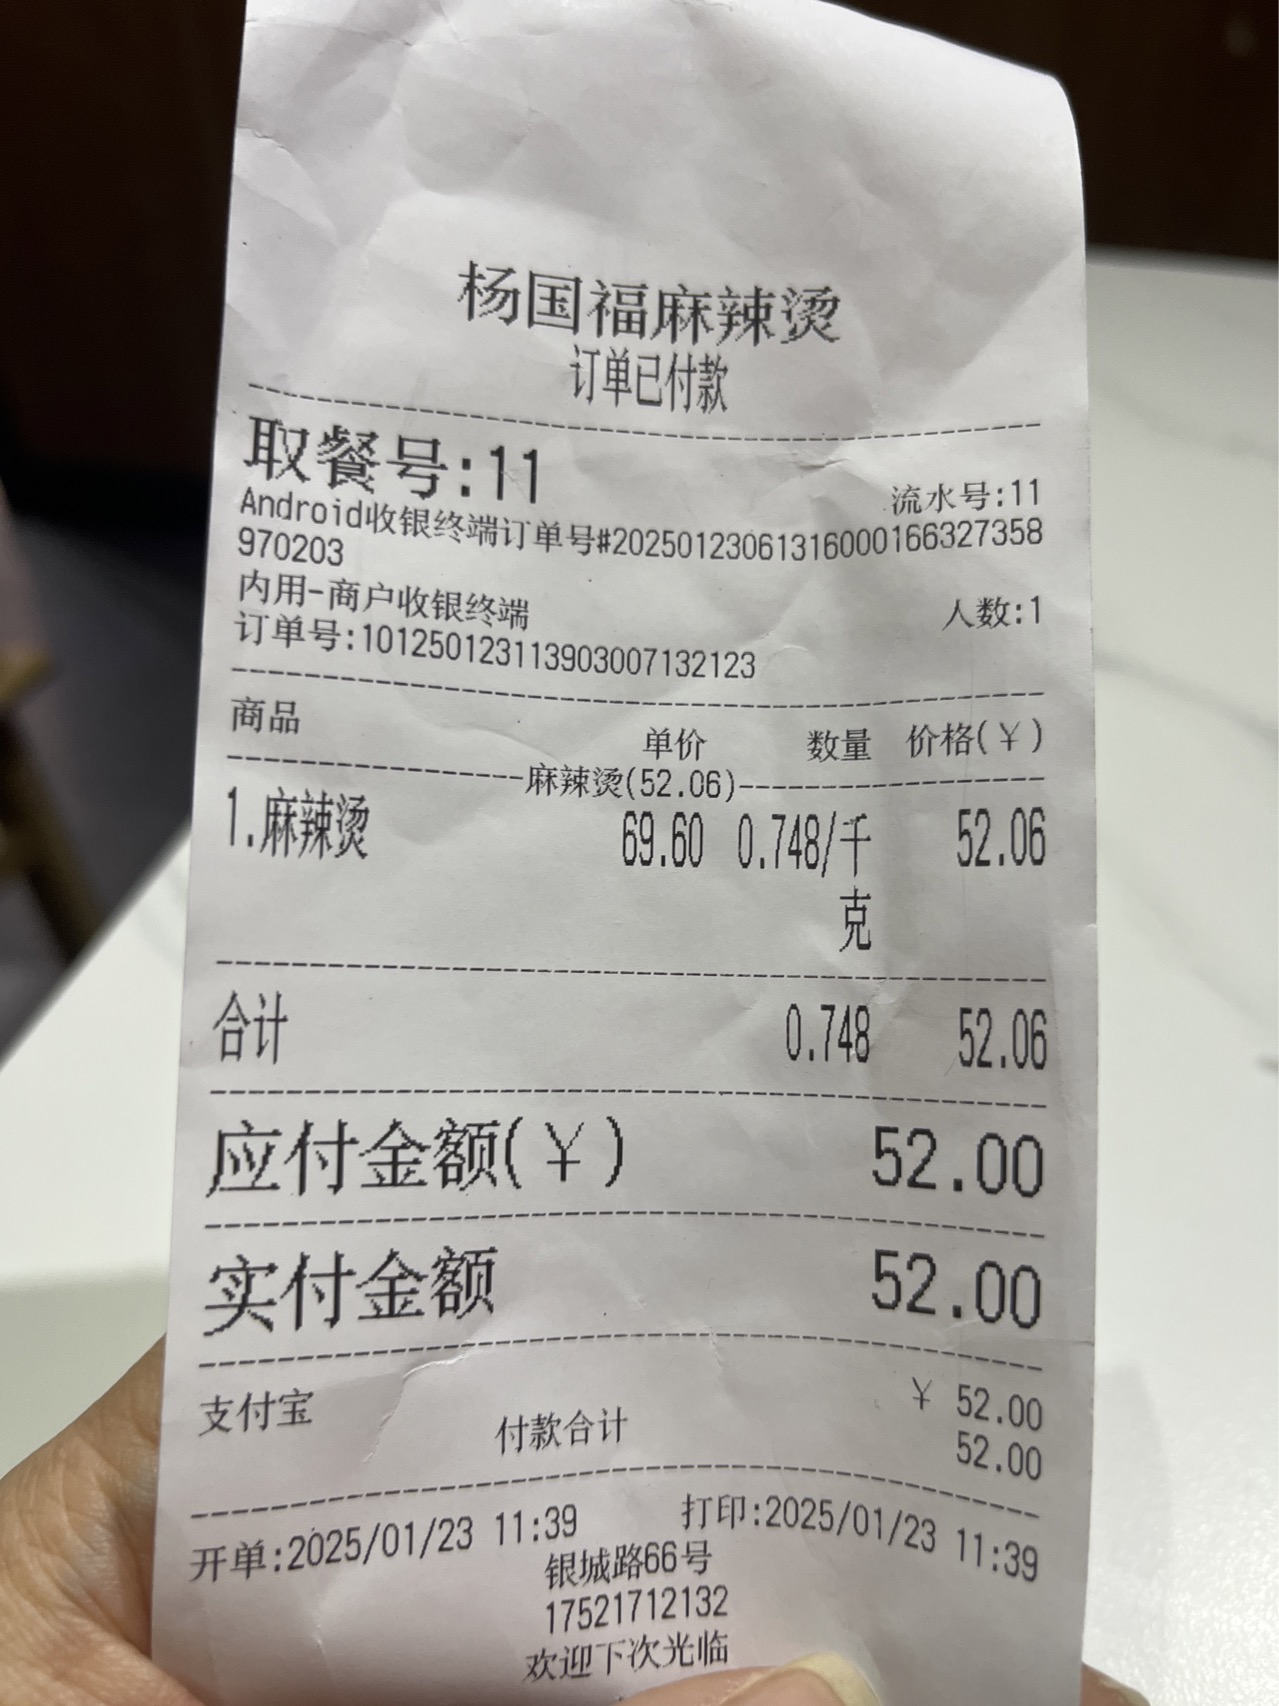 杨国福麻辣烫
订单已付款
取餐号:11
流水号:11
Android收银终端订单号#20250123061316000166327358
970203
内用-商户收银终端 人数:1
订单号:101250123113903007132123
商品 单价 数量 价格(¥)
麻辣烫(52.06)
1.麻辣烫 69.60 0.748/千
克 52.06
合计 0.748 52.06
应付金额(¥) 52.00
实付金额 52.00
支付宝 ¥ 52.00
付款合计 52.00
开单:2025/01/23 11:39 打印:2025/01/23 11:39
银城路66号
17521712132
欢迎下次光临